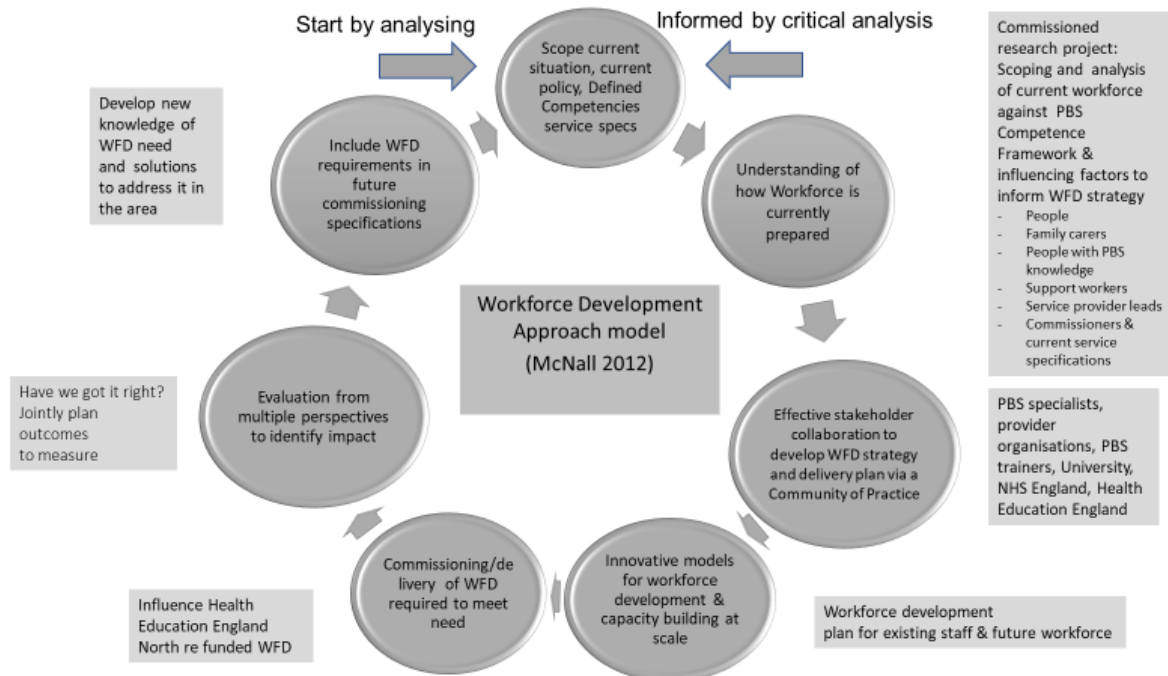 Start by analysing
Informed by critical analysis
Scope current
situation, current
policy, Defined
Competencies
service specs
Commissioned
research project:
Scoping and analysis
of current workforce
against PBS
Competence
Framework &
influencing factors to
inform WFD strategy
- People
- Family carers
- People with PBS
knowledge
- Support workers
- Service provider leads
- Commissioners &
current service
specifications
Understanding of
how Workforce is
currently
prepared
Effective stakeholder
collaboration to
develop WFD strategy
and delivery plan via a
Community of Practice
PBS specialists,
provider
organisations, PBS
trainers, University,
NHS England, Health
Education England
Innovative models
for workforce
development &
capacity building at
scale
Workforce development
plan for existing staff & future workforce
Commissioning/de
livery of WFD
required to meet
need
Influence Health
Education England
North re funded WFD
Evaluation from
multiple perspectives
to identify impact
Have we got it right?
Jointly plan
outcomes
to measure
Include WFD
requirements in
future
commissioning
specifications
Develop new
knowledge of
WFD need
and solutions
to address it in
the area
Workforce Development
Approach model
(McNall 2012)